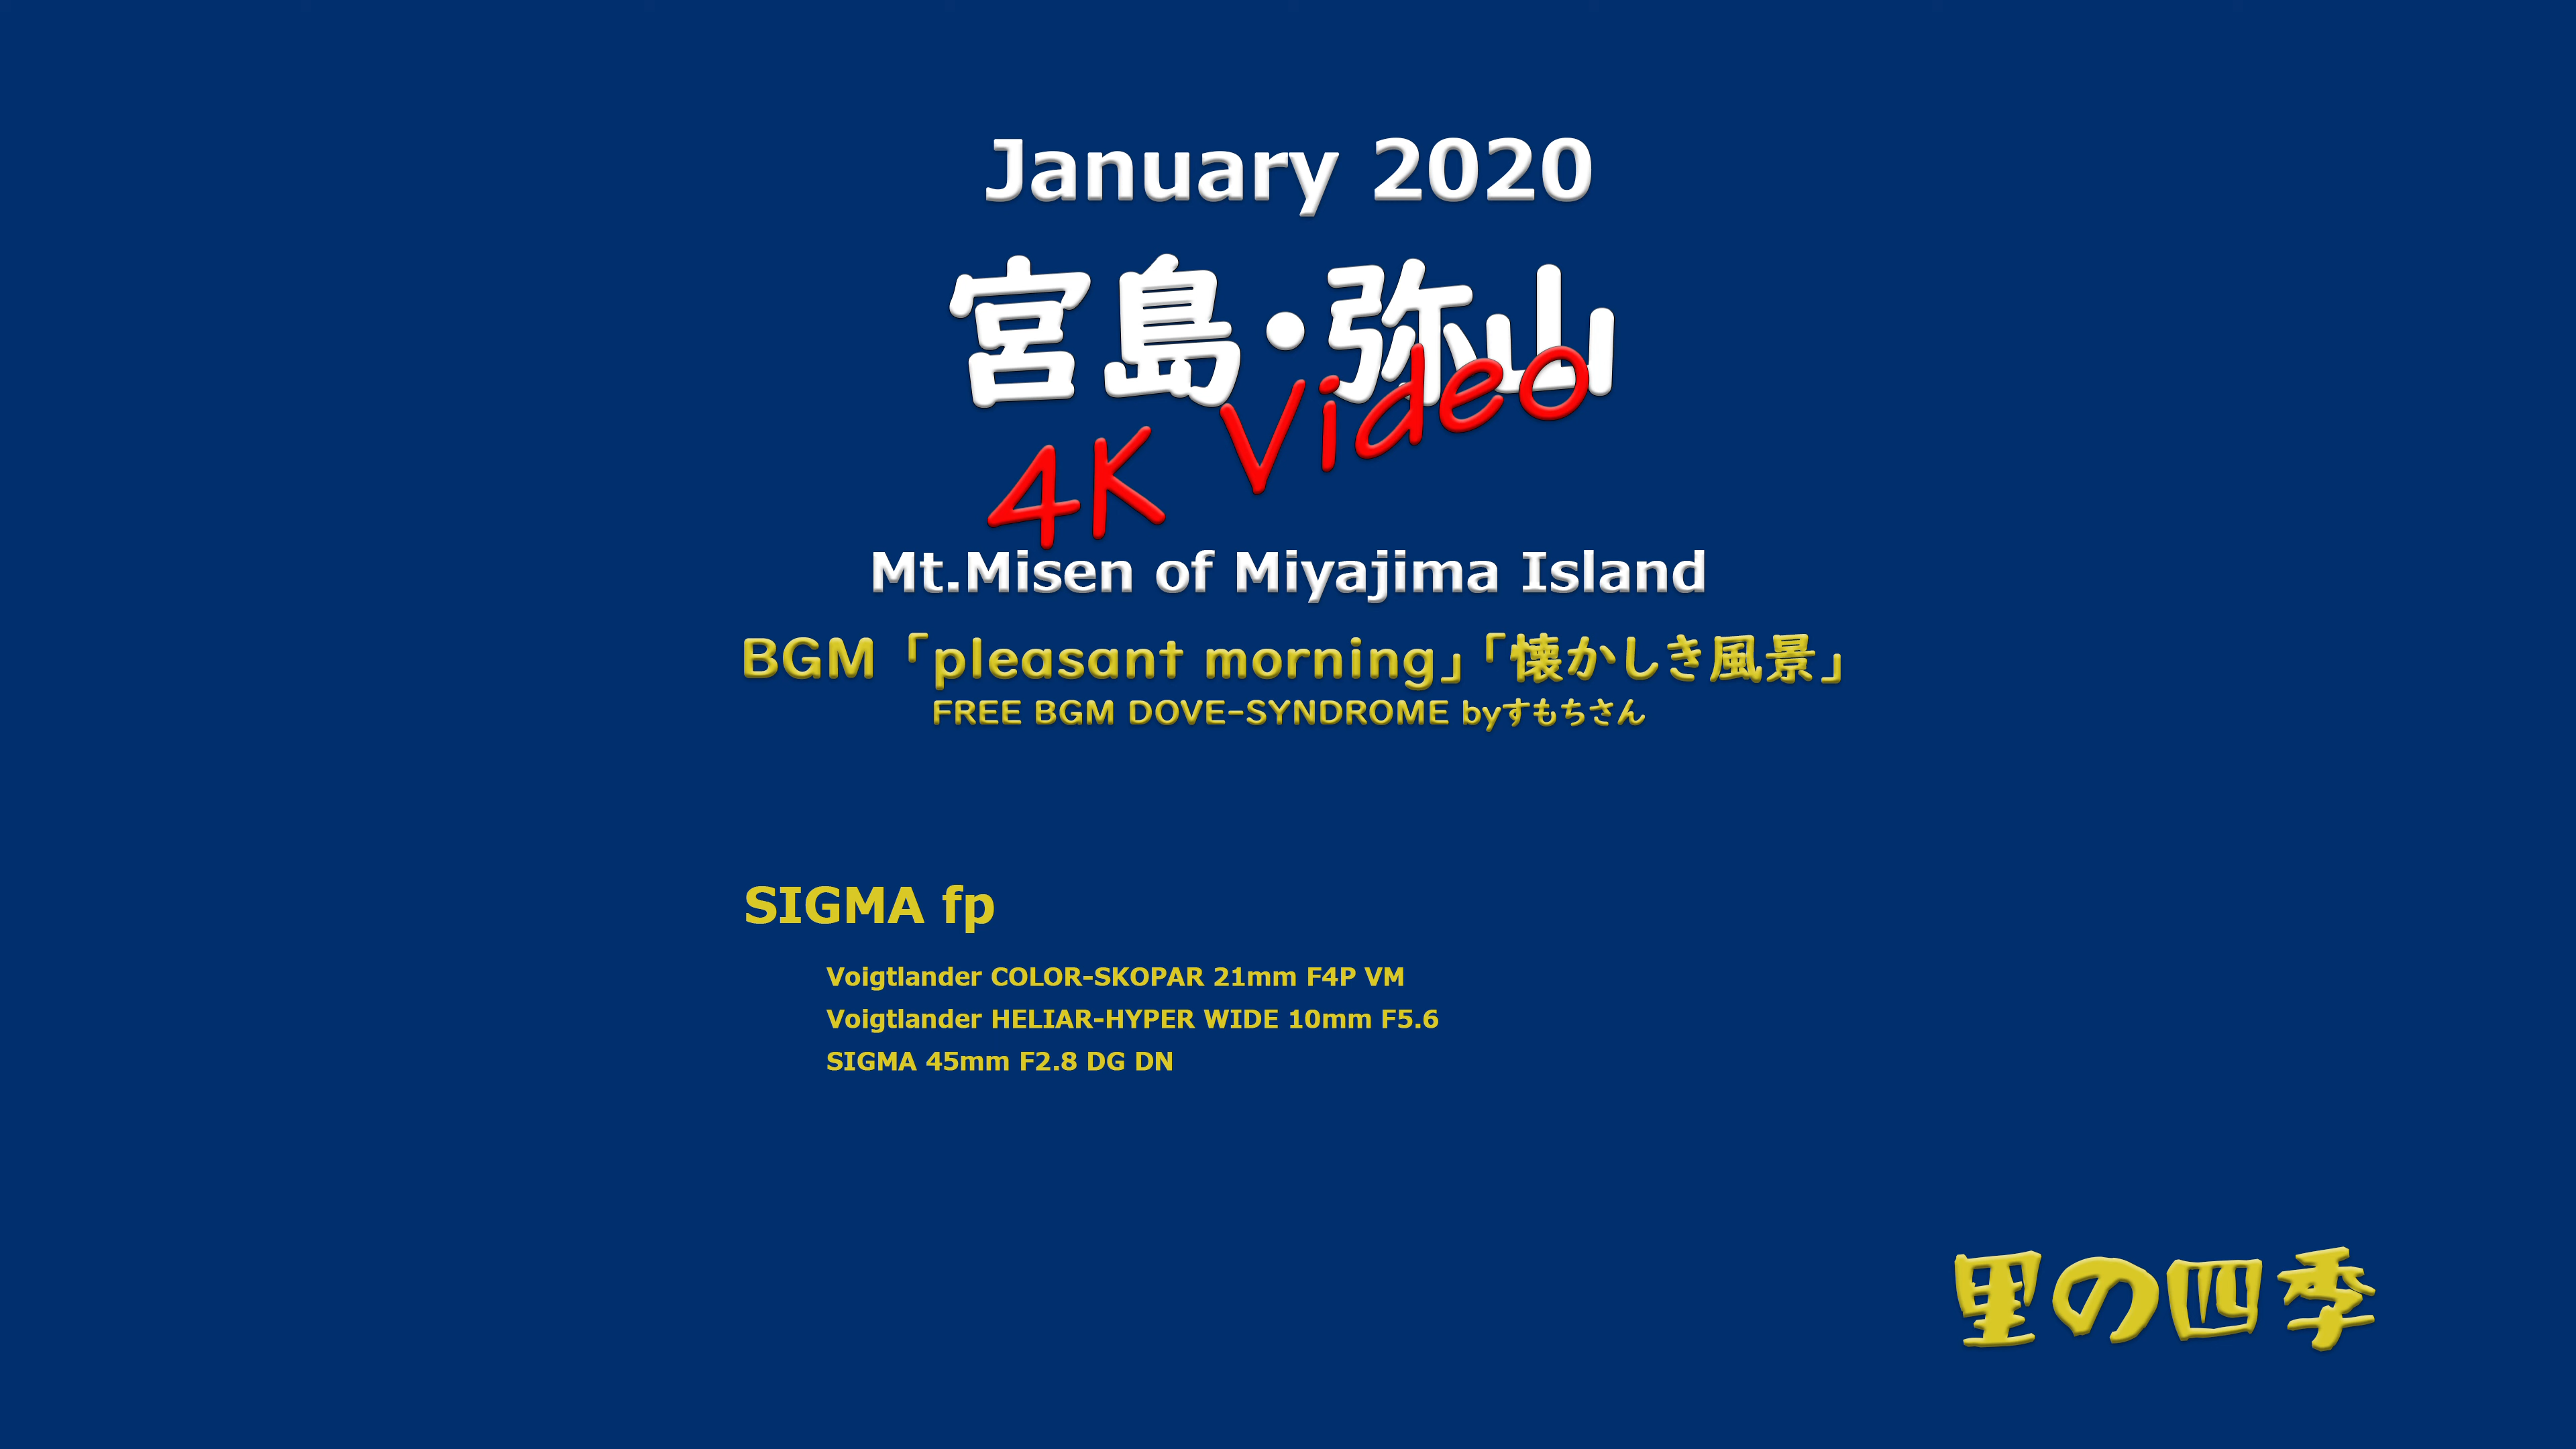 January 2020
宮島・弥山
4K Video
Mt.Misen of Miyajima Island
BGM「pleasant morning」「懐かしき風景」
FREE BGM DOVE-SYNDROME byすもちさん
SIGMA fp
Voigtlander COLOR-SKOPAR 21mm F4P VM
Voigtlander HELIAR-HYPER WIDE 10mm F5.6
SIGMA 45mm F2.8 DG DN
里の四季